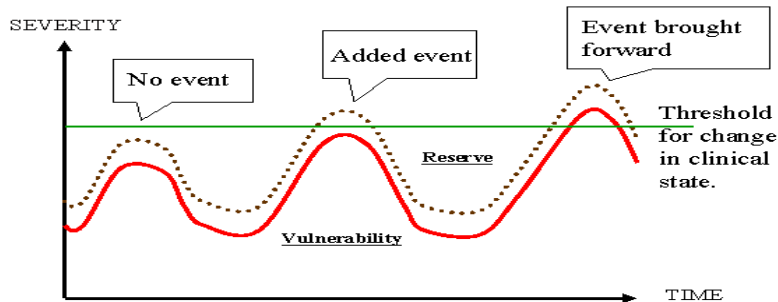 SEVERITY
No event
Added event
Event brought
forward
Threshold
for change
in clinical
state.
Reserve
Vulnerability
TIME